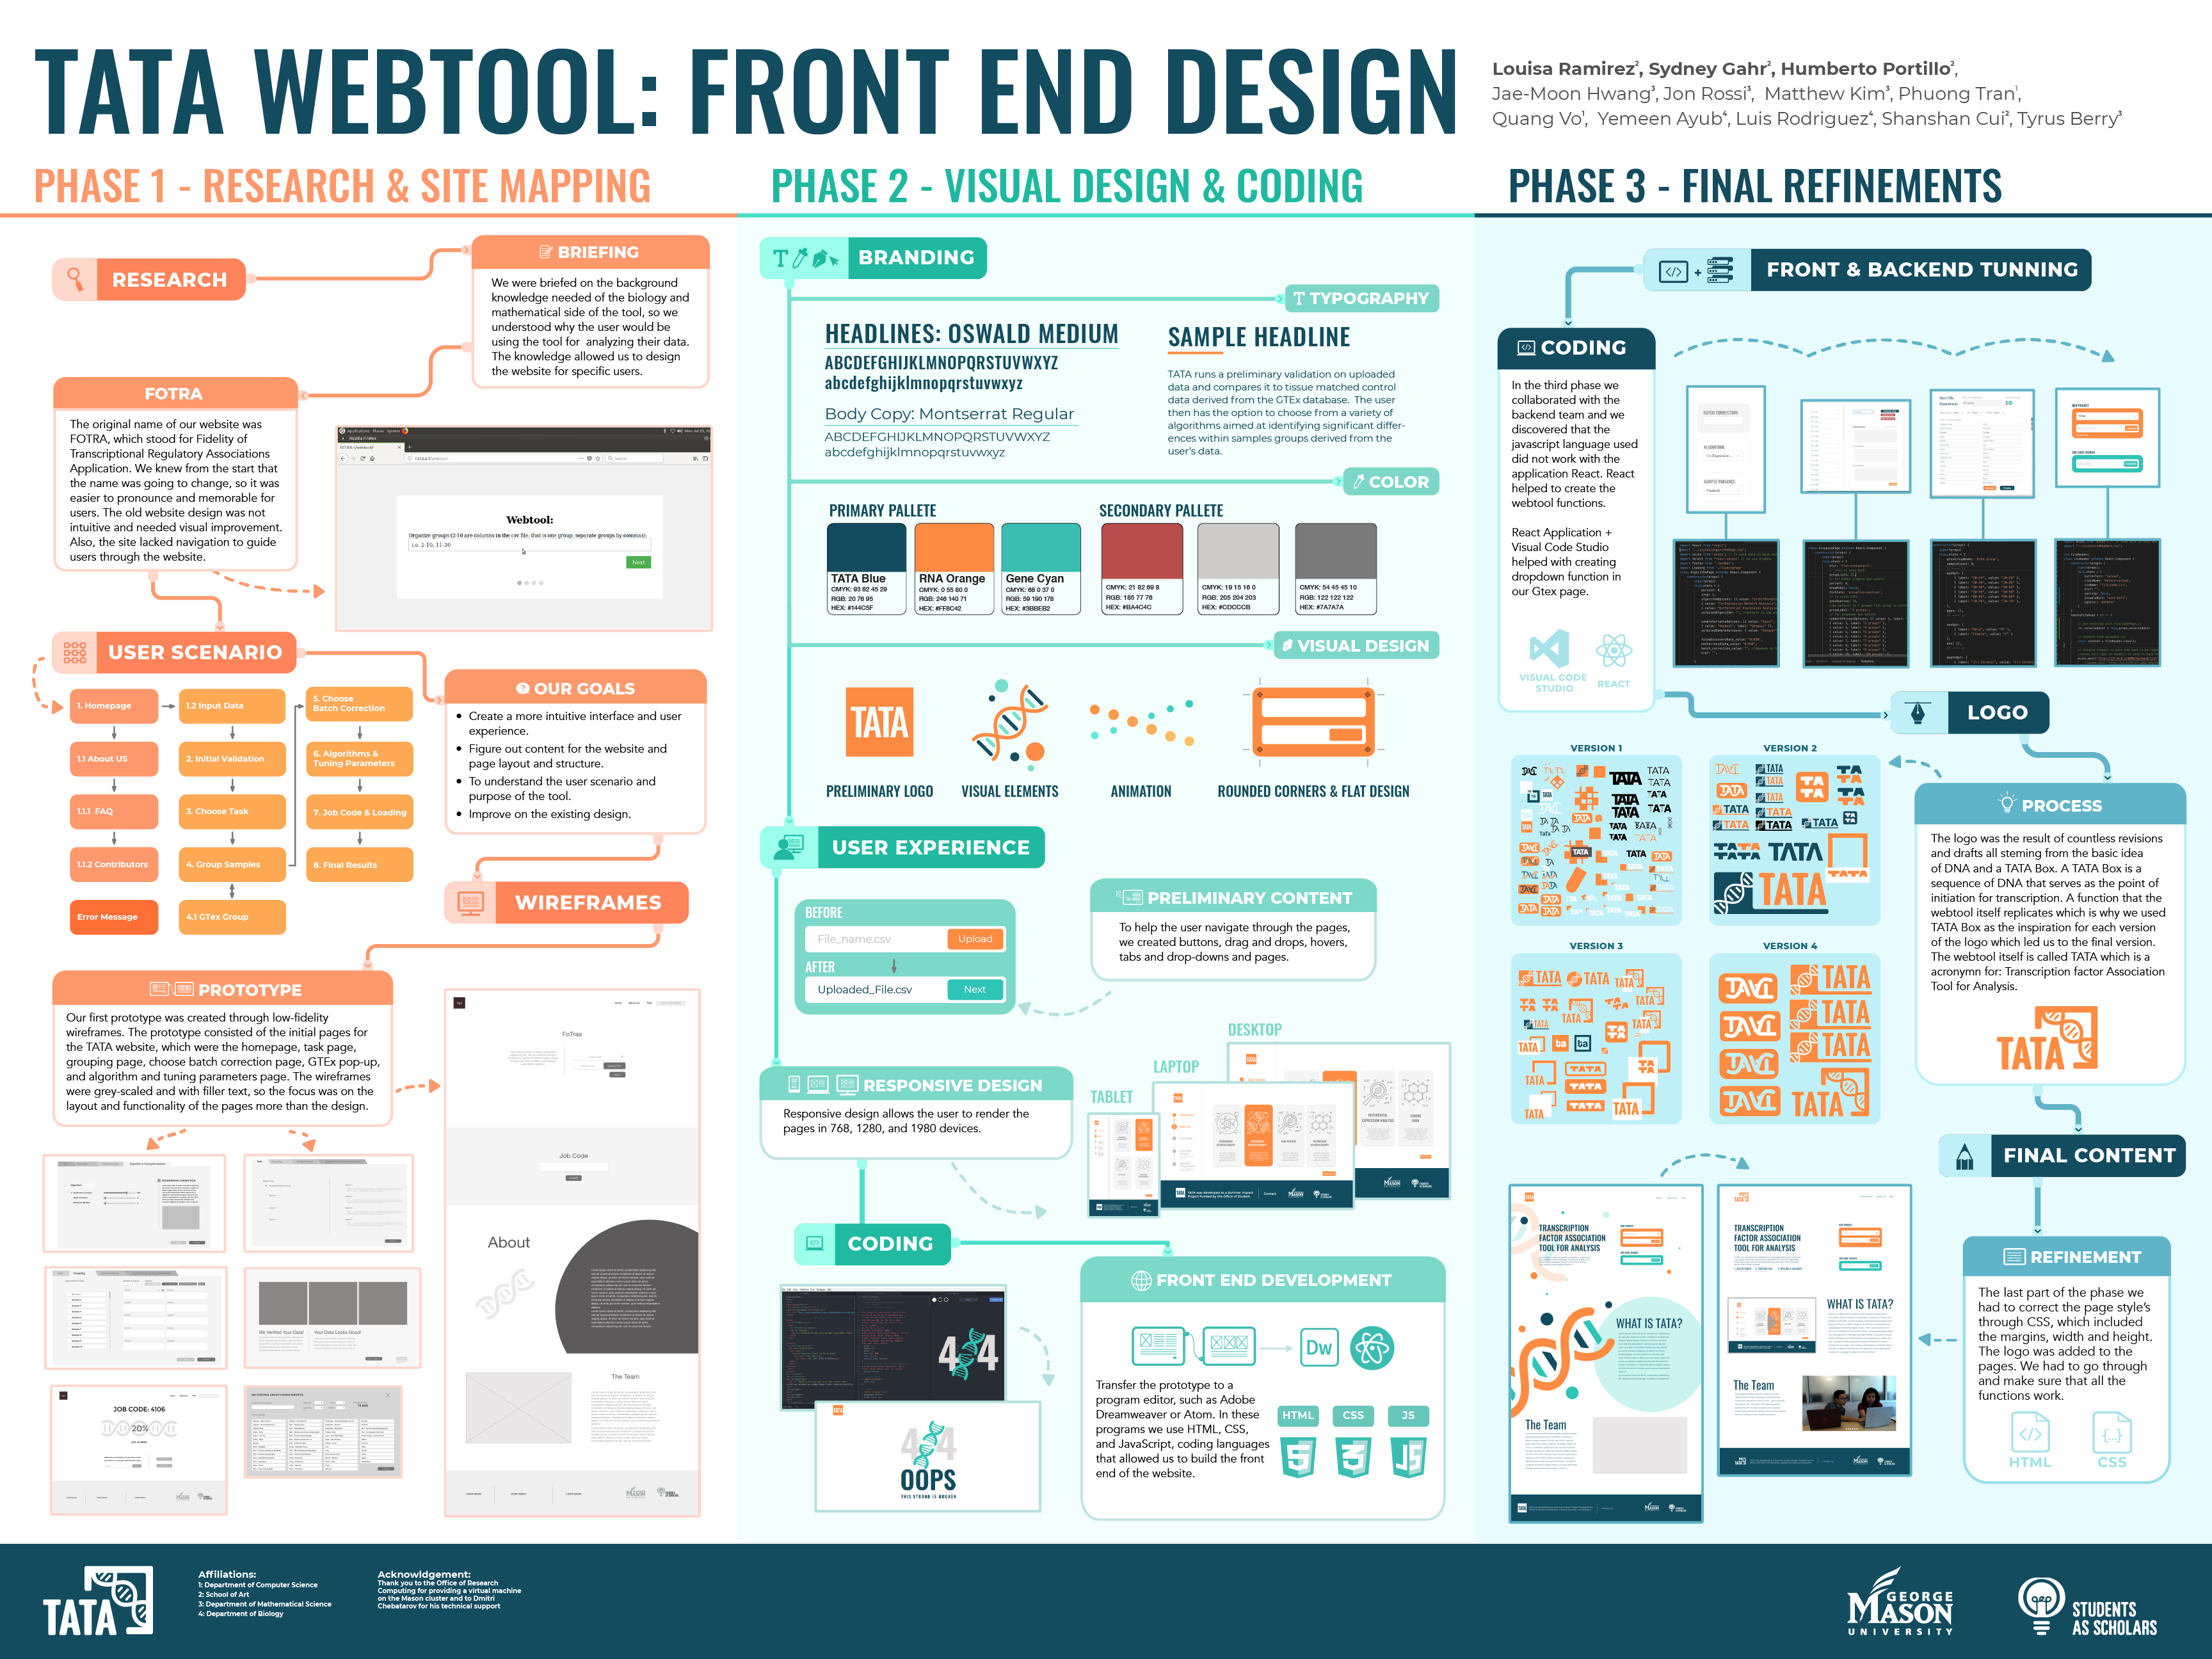 TATA WEBTOOL: FRONT END DESIGN
Louisa Ramirez², Sydney Gahr², Humberto Portillo²,
Jae-Moon Hwang³, Jon Rossi³, Matthew Kim³, Phuong Tran¹,
Quang Vo¹, Yemeen Ayub⁴, Luis Rodriguez⁴, Shanshan Cui², Tyrus Berry³
PHASE 1 - RESEARCH & SITE MAPPING
RESEARCH
BRIEFING
We were briefed on the background
knowledge needed of the biology and
mathematical side of the tool, so we
understood why the user would be
using the tool for analyzing their data.
The knowledge allowed us to design
the website for specific users.
FOTRA
The original name of our website was
FOTRA, which stood for Fidelity of
Transcriptional Regulatory Associations
Application. We knew from the start that
the name was going to change, so it was
easier to pronounce and memorable for
users. The old website design was not
intuitive and needed visual improvement.
Also, the site lacked navigation to guide
users through the website.
Webtool:
Organize groups (2-10 are columns in the csv file; that is one group; separate groups by commas):
i.e. 2-10, 11-30
Next
USER SCENARIO
1. Homepage
1.2 Input Data
5. Choose
Batch Correction
1.1 About US
2. Initial Validation
6. Algorithms &
Tuning Parameters
1.1.1 FAQ
3. Choose Task
7. Job Code & Loading
1.1.2 Contributors
4. Group Samples
8. Final Results
Error Message
4.1 GTex Group
OUR GOALS
• Create a more intuitive interface and user
experience.
• Figure out content for the website and
page layout and structure.
• To understand the user scenario and
purpose of the tool.
• Improve on the existing design.
WIREFRAMES
PROTOTYPE
Our first prototype was created through low-fidelity
wireframes. The prototype consisted of the initial pages for
the TATA website, which were the homepage, task page,
grouping page, choose batch correction page, GTEx pop-up,
and algorithm and tuning parameters page. The wireframes
were grey-scaled and with filler text, so the focus was on the
layout and functionality of the pages more than the design.
We Verified Your Data!
Your Data Looks Good!
JOB CODE: 4106
20%
FoTraa
Job Code
About
The Team
PHASE 2 - VISUAL DESIGN & CODING
BRANDING
TYPOGRAPHY
HEADLINES: OSWALD MEDIUM
ABCDEFGHIJKLMNOPQRSTUVWXYZ
abcdefghijklmnopqrstuvwxyz
Body Copy: Montserrat Regular
ABCDEFGHIJKLMNOPQRSTUVWXYZ
abcdefghijklmnopqrstuvwxyz
SAMPLE HEADLINE
TATA runs a preliminary validation on uploaded
data and compares it to tissue matched control
data derived from the GTEx database. The user
then has the option to choose from a variety of
algorithms aimed at identifying significant differ-
ences within samples groups derived from the
user's data.
COLOR
PRIMARY PALLETE
SECONDARY PALLETE
TATA Blue
CMYK: 93 62 45 29
RGB: 20 76 95
HEX: #144C5F
RNA Orange
CMYK: 0 55 80 0
RGB: 246 140 71
HEX: #FF8C42
Gene Cyan
CMYK: 68 0 37 0
RGB: 59 190 178
HEX: #3BBEB2
CMYK: 21 82 69 8
RGB: 185 77 76
HEX: #BA4C4C
CMYK: 19 15 16 0
RGB: 205 204 203
HEX: #CDCCCB
CMYK: 54 45 45 10
RGB: 122 122 122
HEX: #7A7A7A
VISUAL DESIGN
TATA
PRELIMINARY LOGO
VISUAL ELEMENTS
ANIMATION
ROUNDED CORNERS & FLAT DESIGN
USER EXPERIENCE
BEFORE
File_name.csv
Upload
AFTER
Uploaded_File.csv
Next
PRELIMINARY CONTENT
To help the user navigate through the pages,
we created buttons, drag and drops, hovers,
tabs and drop-downs and pages.
RESPONSIVE DESIGN
Responsive design allows the user to render the
pages in 768, 1280, and 1980 devices.
TABLET
LAPTOP
DESKTOP
CODING
404
OOPS
THIS STRAND IS BROKEN
FRONT END DEVELOPMENT
Dw
Transfer the prototype to a
program editor, such as Adobe
Dreamweaver or Atom. In these
programs we use HTML, CSS,
and JavaScript, coding languages
that allowed us to build the front
end of the website.
HTML
CSS
JS
PHASE 3 - FINAL REFINEMENTS
FRONT & BACKEND TUNNING
CODING
In the third phase we
collaborated with the
backend team and we
discovered that the
javascript language used
did not work with the
application React. React
helped to create the
webtool functions.
React Application +
Visual Code Studio
helped with creating
dropdown function in
our Gtex page.
VISUAL CODE
STUDIO
REACT
LOGO
VERSION 1
VERSION 2
VERSION 3
VERSION 4
PROCESS
The logo was the result of countless revisions
and drafts all steming from the basic idea
of DNA and a TATA Box. A TATA Box is a
sequence of DNA that serves as the point of
initiation for transcription. A function that the
webtool itself replicates which is why we used
TATA Box as the inspiration for each version
of the logo which led us to the final version.
The webtool itself is called TATA which is a
acronymn for: Transcription factor Association
Tool for Analysis.
TATA
FINAL CONTENT
TRANSCRIPTION
FACTOR ASSOCIATION
TOOL FOR ANALYSIS
WHAT IS TATA?
The Team
TRANSCRIPTION
FACTOR ASSOCIATION
TOOL FOR ANALYSIS
WHAT IS TATA?
The Team
REFINEMENT
The last part of the phase we
had to correct the page style's
through CSS, which included
the margins, width and height.
The logo was added to the
pages. We had to go through
and make sure that all the
functions work.
HTML
CSS
TATA
Affiliations:
1: Department of Computer Science
2: School of Art
3: Department of Mathematical Science
4: Department of Biology
Acknowldgement:
Thank you to the Office of Research
Computing for providing a virtual machine
on the Mason cluster and to Dmitri
Chebatarov for his technical support
GEORGE
MASON
UNIVERSITY
STUDENTS
AS SCHOLARS